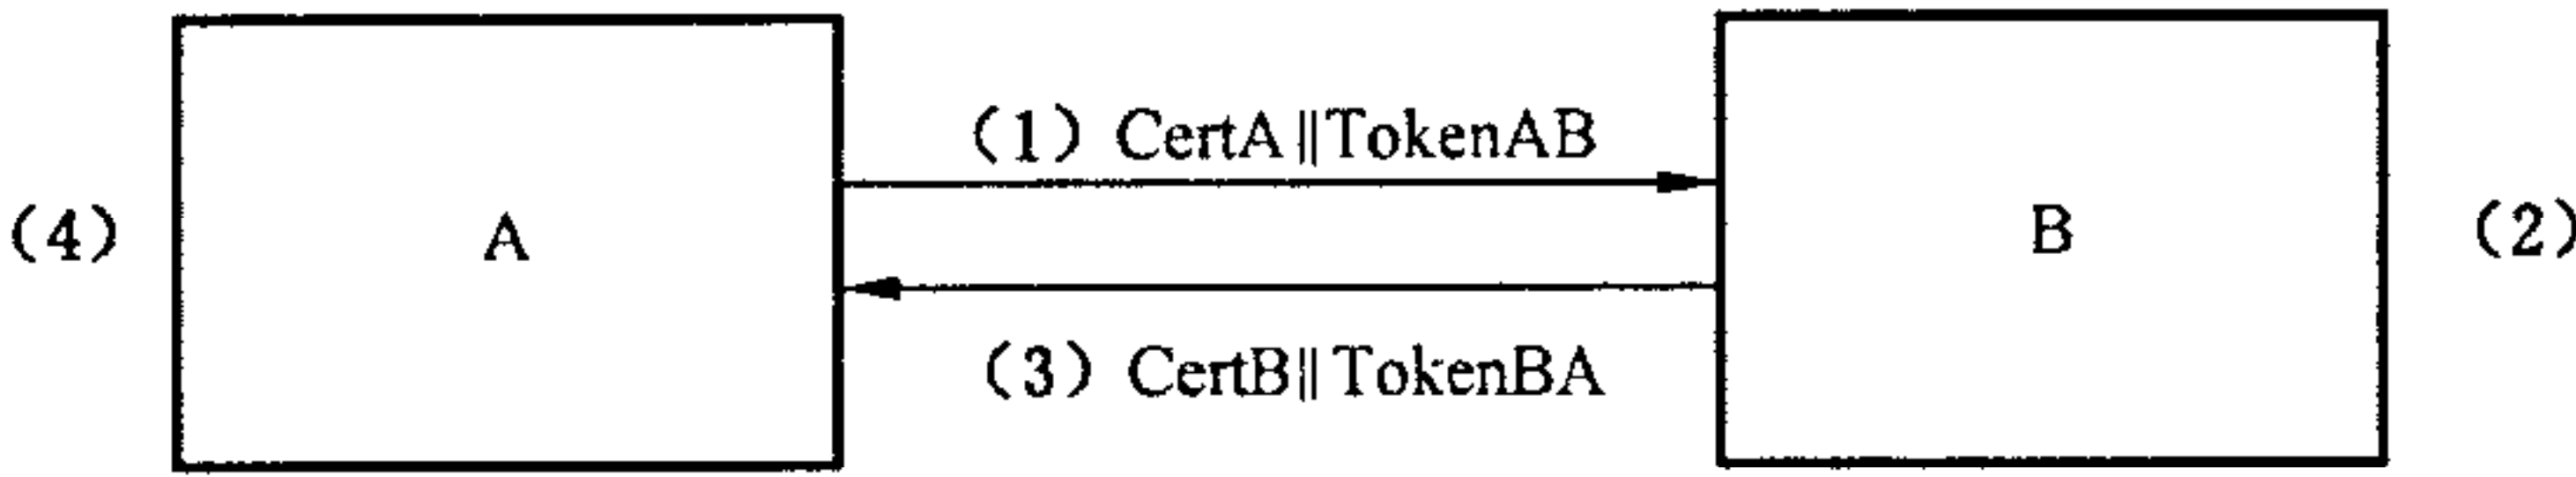 （1）CertA‖TokenAB
（4）
A
B
（2）
（3）CertB‖TokenBA